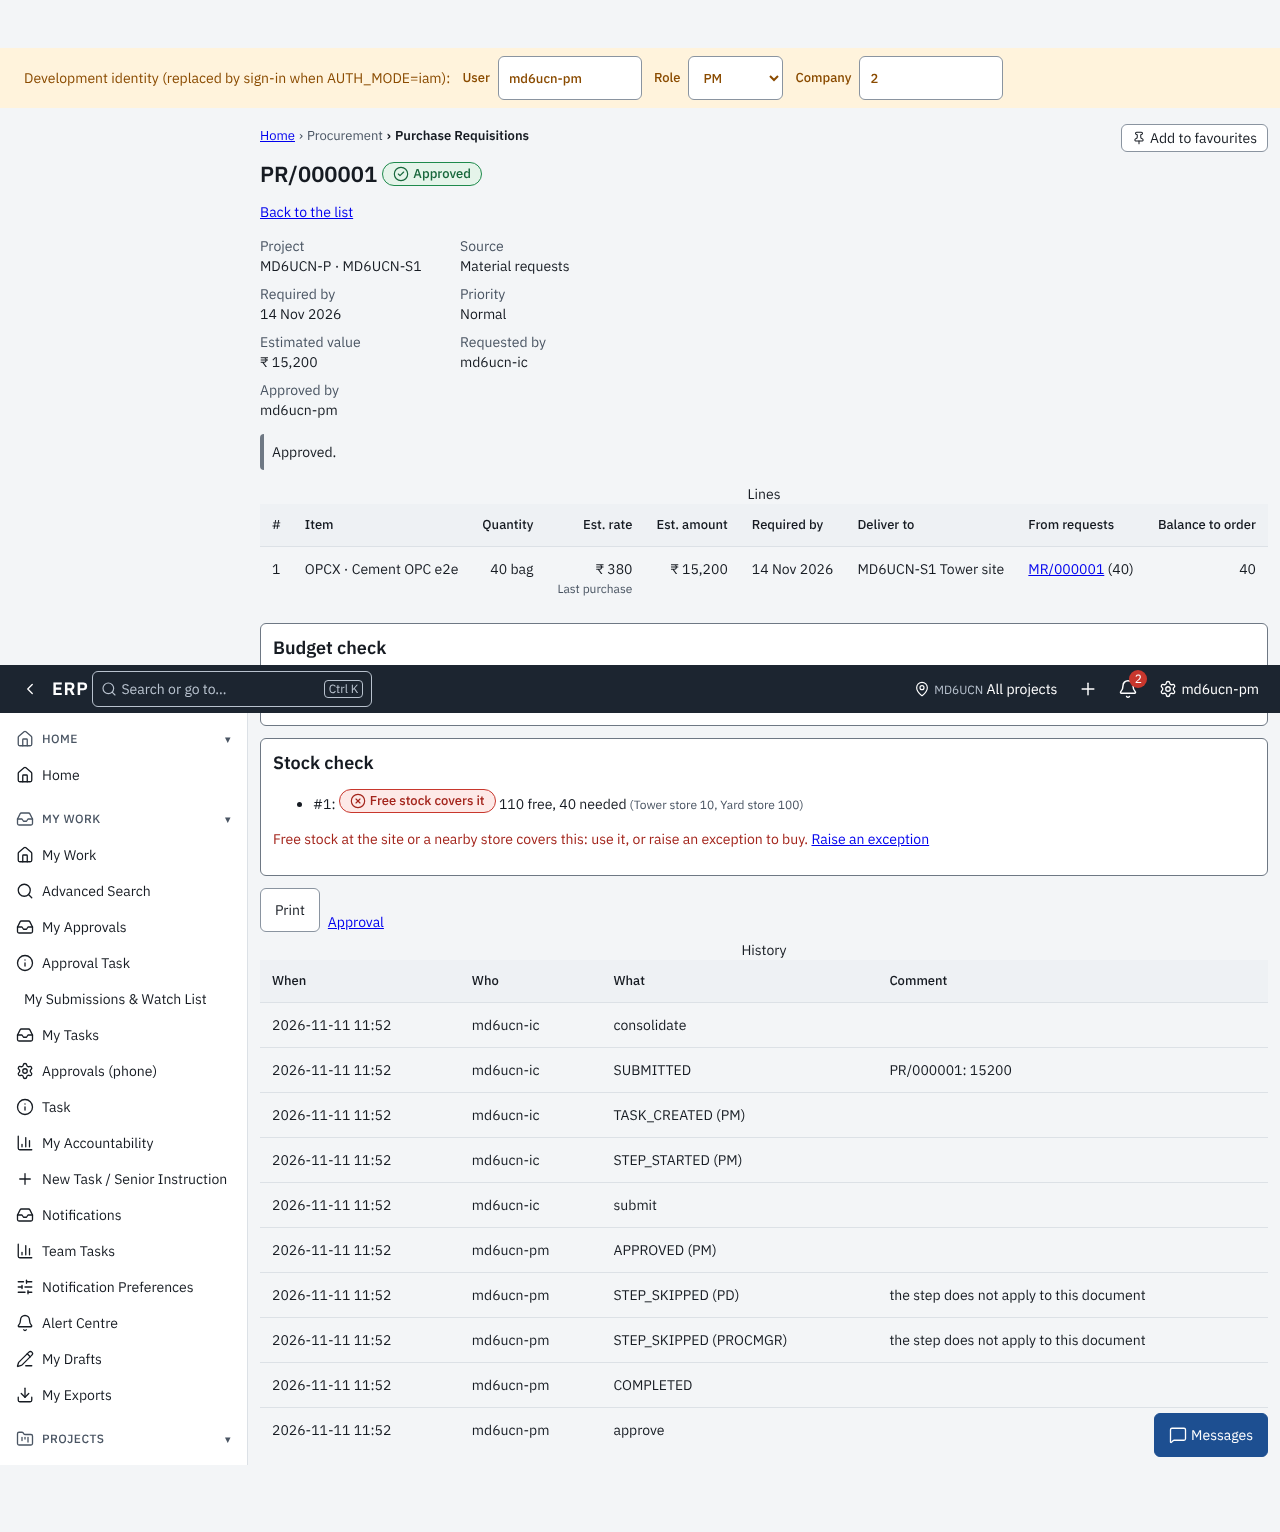 Development identity (replaced by sign-in when AUTH_MODE=iam): User md6ucn-pm Role PM Company 2
Home › Procurement › Purchase Requisitions
Add to favourites
PR/000001 Approved
Back to the list
Project Source
MD6UCN-P · MD6UCN-S1 Material requests
Required by Priority
14 Nov 2026 Normal
Estimated value Requested by
₹ 15,200 md6ucn-ic
Approved by
md6ucn-pm
Approved.
Lines
# Item Quantity Est. rate Est. amount Required by Deliver to From requests Balance to order
1 OPCX · Cement OPC e2e 40 bag ₹ 380 ₹ 15,200 14 Nov 2026 MD6UCN-S1 Tower site MR/000001 (40) 40
Last purchase
Budget check
ERP Search or go to... Ctrl K MD6UCN All projects 2 md6ucn-pm
HOME
Home
MY WORK
My Work
Advanced Search
My Approvals
Approval Task
My Submissions & Watch List
My Tasks
Approvals (phone)
Task
My Accountability
New Task / Senior Instruction
Notifications
Team Tasks
Notification Preferences
Alert Centre
My Drafts
My Exports
PROJECTS
Stock check
#1: Free stock covers it 110 free, 40 needed (Tower store 10, Yard store 100)
Free stock at the site or a nearby store covers this: use it, or raise an exception to buy. Raise an exception
Print Approval
History
When Who What Comment
2026-11-11 11:52 md6ucn-ic consolidate
2026-11-11 11:52 md6ucn-ic SUBMITTED PR/000001: 15200
2026-11-11 11:52 md6ucn-ic TASK_CREATED (PM)
2026-11-11 11:52 md6ucn-ic STEP_STARTED (PM)
2026-11-11 11:52 md6ucn-ic submit
2026-11-11 11:52 md6ucn-pm APPROVED (PM)
2026-11-11 11:52 md6ucn-pm STEP_SKIPPED (PD) the step does not apply to this document
2026-11-11 11:52 md6ucn-pm STEP_SKIPPED (PROCMGR) the step does not apply to this document
2026-11-11 11:52 md6ucn-pm COMPLETED
2026-11-11 11:52 md6ucn-pm approve
Messages